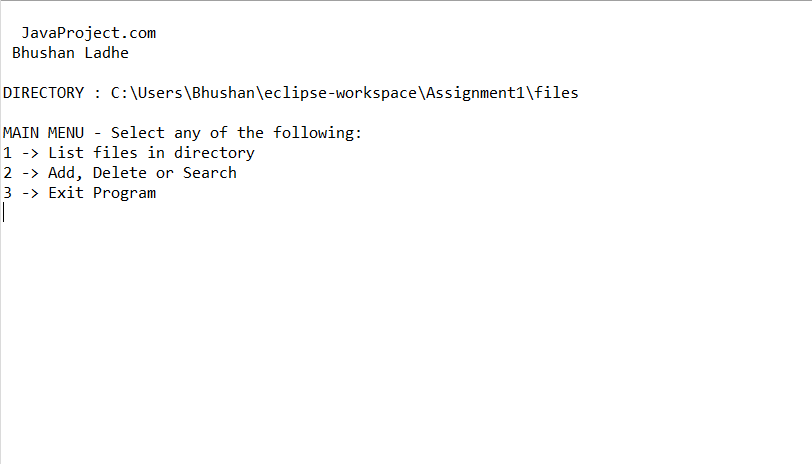 JavaProject.com
Bhushan Ladhe
DIRECTORY : C:\Users\Bhushan\eclipse-workspace\Assignment1\files
MAIN MENU - Select any of the following:
1 -> List files in directory
2 -> Add, Delete or Search
3 -> Exit Program